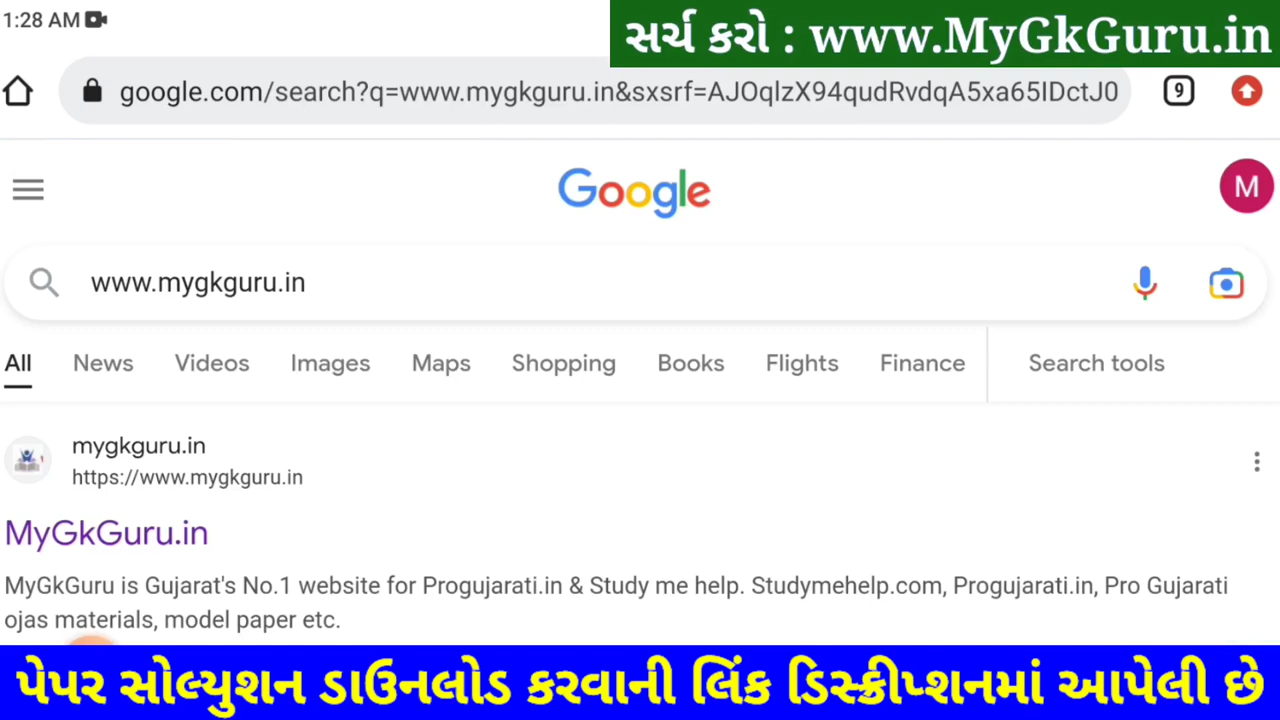 1:28 AM
સર્ચ કરો : www.MyGkGuru.in
google.com/search?q=www.mygkguru.in&sxsrf=AJOqlzX94qudRvdqA5xa65IDctJ0
9
Google
M
www.mygkguru.in
All News Videos Images Maps Shopping Books Flights Finance Search tools
mygkguru.in
https://www.mygkguru.in
MyGkGuru.in
MyGkGuru is Gujarat's No.1 website for Progujarati.in & Study me help. Studymehelp.com, Progujarati.in, Pro Gujarati
ojas materials, model paper etc.
પેપર સોલ્યુશન ડાઉનલોડ કરવાની લિંક ડિસ્ક્રીપ્શનમાં આપેલી છે